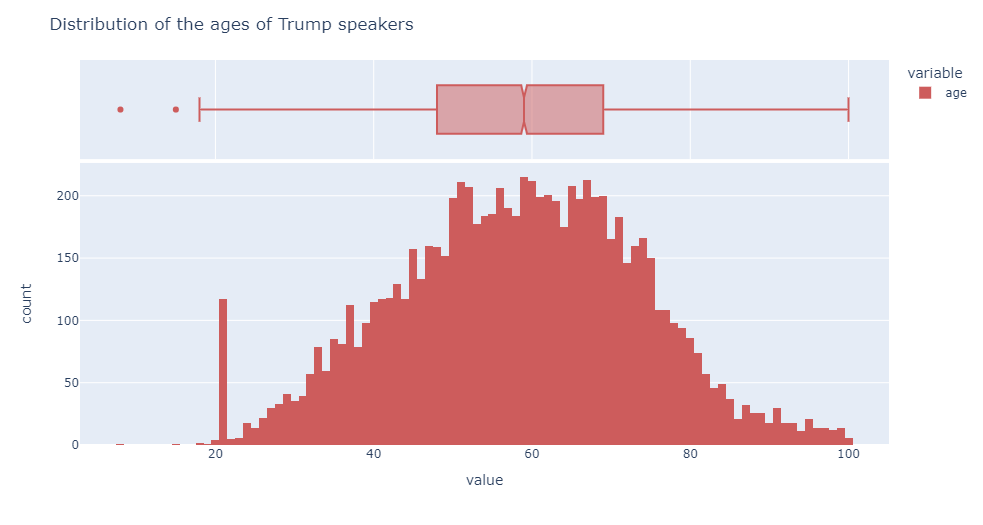 Distribution of the ages of Trump speakers
variable
age
200
150
100
50
0
count
20 40 60 80 100
value